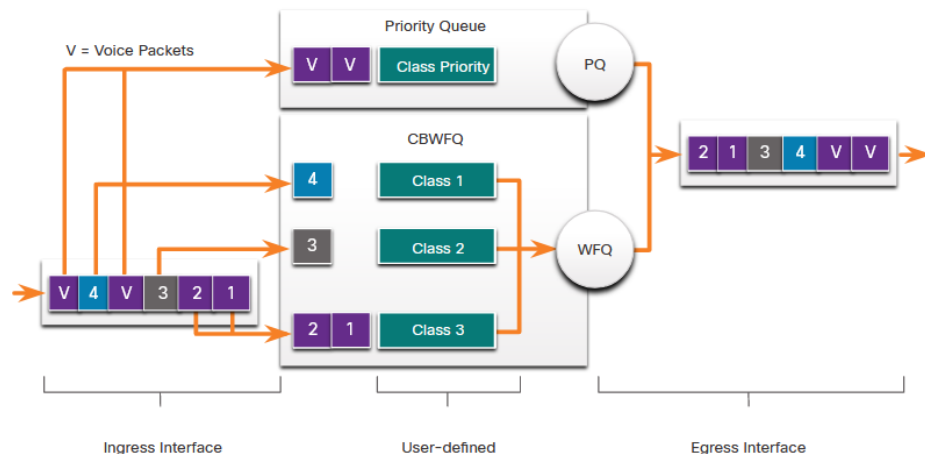 Priority Queue
V = Voice Packets
V V Class Priority
PQ
CBWFQ
2 1 3 4 V V
4 Class 1
3 Class 2
WFQ
V 4 V 3 2 1
2 1 Class 3
Ingress Interface
User-defined
Egress Interface